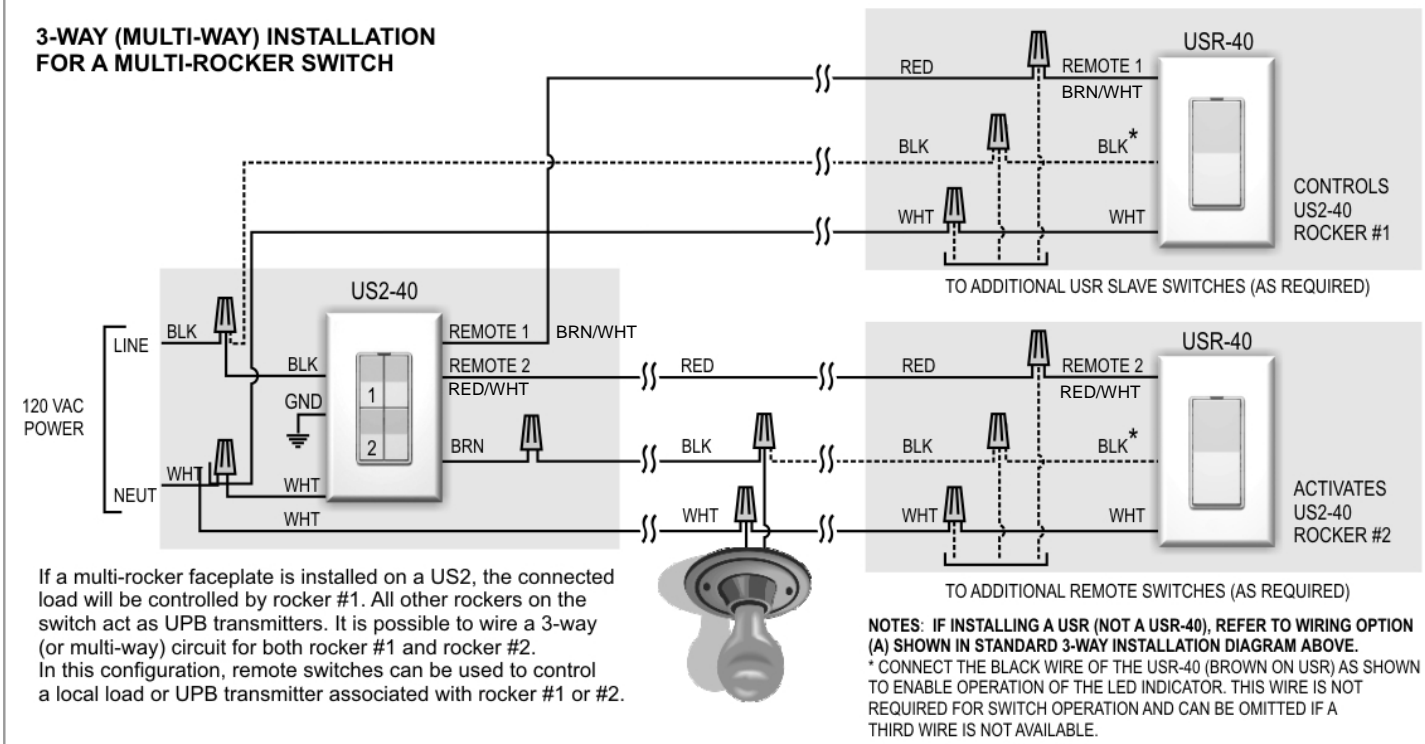 3-WAY (MULTI-WAY) INSTALLATION
FOR A MULTI-ROCKER SWITCH
USR-40
RED
REMOTE 1
BRN/WHT
BLK
BLK*
WHT
WHT
CONTROLS
US2-40
ROCKER #1
TO ADDITIONAL USR SLAVE SWITCHES (AS REQUIRED)
US2-40
120 VAC
POWER
LINE
BLK
BLK
GND
NEUT
WHT
WHT
WHT
1
2
REMOTE 1
BRN/WHT
REMOTE 2
RED/WHT
BRN
RED
BLK
WHT
USR-40
RED
REMOTE 2
RED/WHT
BLK
BLK*
WHT
WHT
ACTIVATES
US2-40
ROCKER #2
TO ADDITIONAL REMOTE SWITCHES (AS REQUIRED)
If a multi-rocker faceplate is installed on a US2, the connected
load will be controlled by rocker #1. All other rockers on the
switch act as UPB transmitters. It is possible to wire a 3-way
(or multi-way) circuit for both rocker #1 and rocker #2.
In this configuration, remote switches can be used to control
a local load or UPB transmitter associated with rocker #1 or #2.
NOTES: IF INSTALLING A USR (NOT A USR-40), REFER TO WIRING OPTION
(A) SHOWN IN STANDARD 3-WAY INSTALLATION DIAGRAM ABOVE.
* CONNECT THE BLACK WIRE OF THE USR-40 (BROWN ON USR) AS SHOWN
TO ENABLE OPERATION OF THE LED INDICATOR. THIS WIRE IS NOT
REQUIRED FOR SWITCH OPERATION AND CAN BE OMITTED IF A
THIRD WIRE IS NOT AVAILABLE.